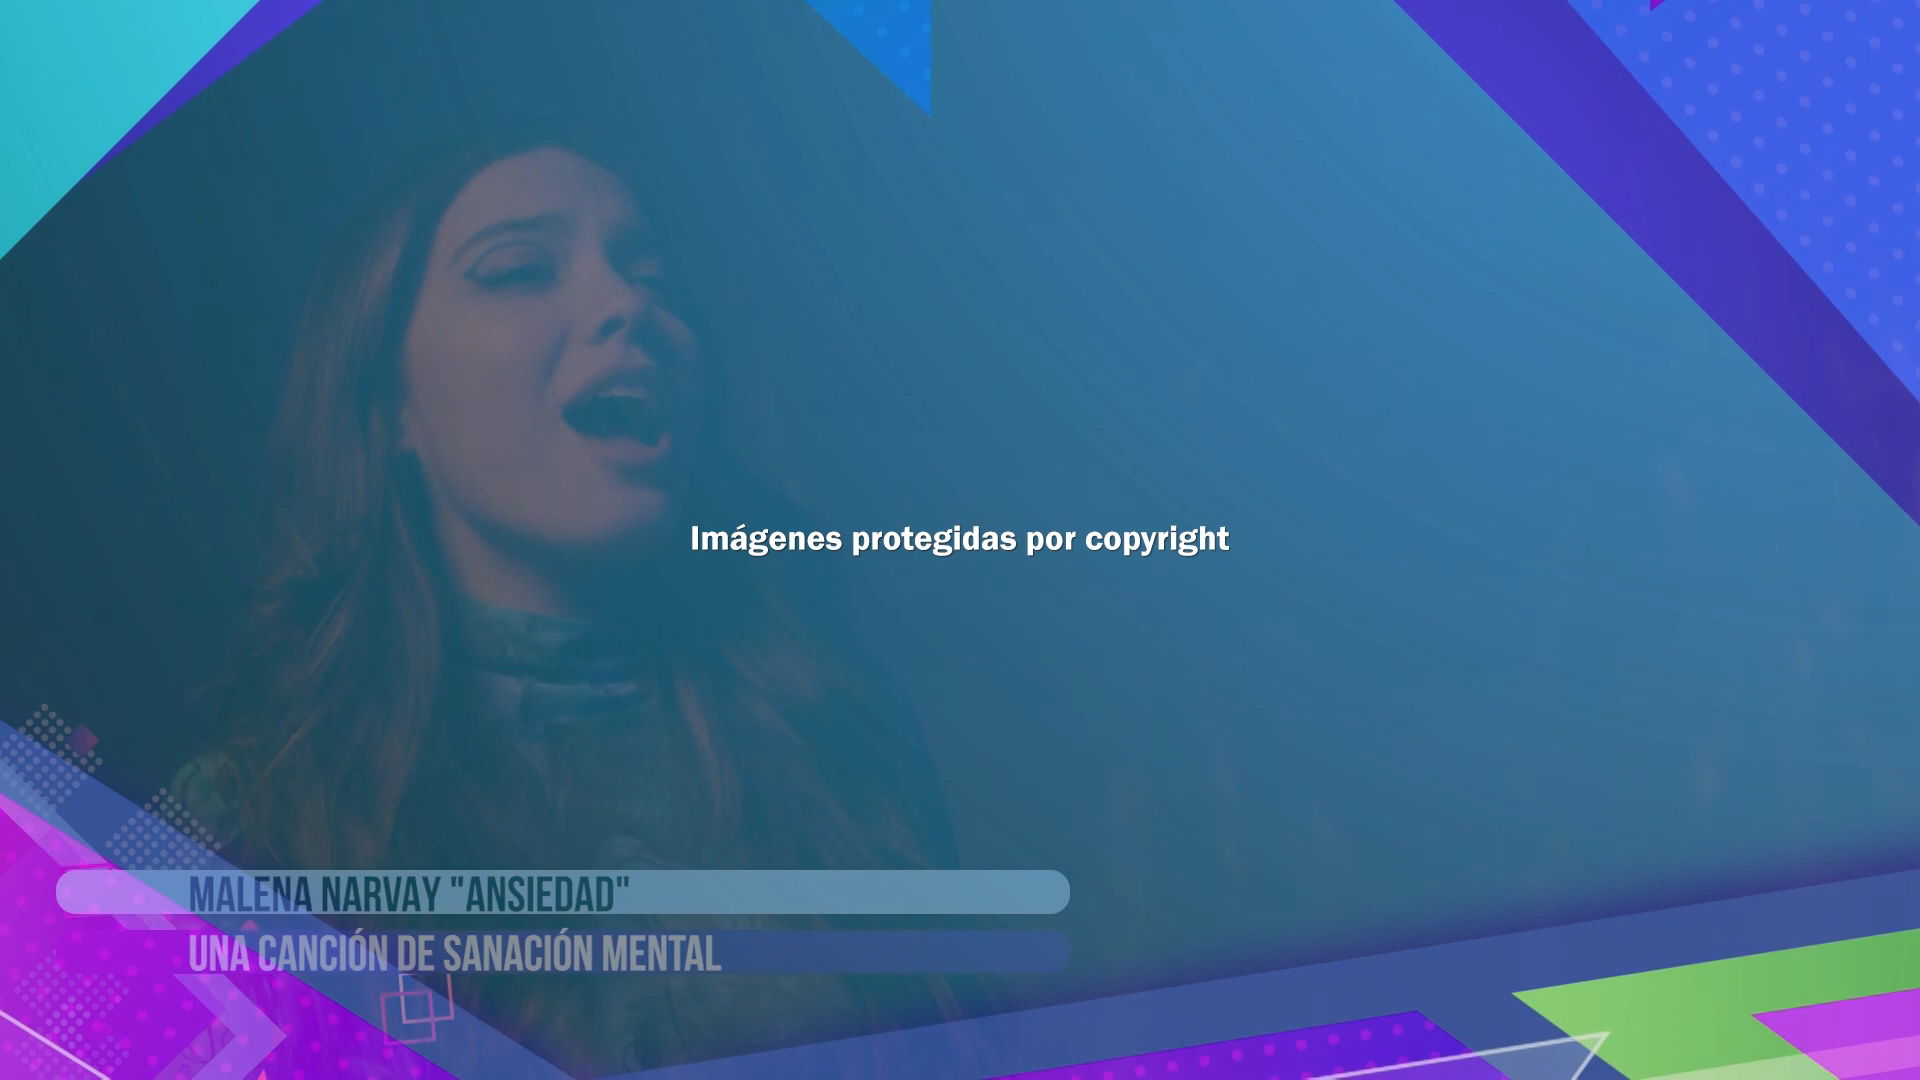 Imágenes protegidas por copyright
MALENA NARVAY "ANSIEDAD"
UNA CANCIÓN DE SANACIÓN MENTAL